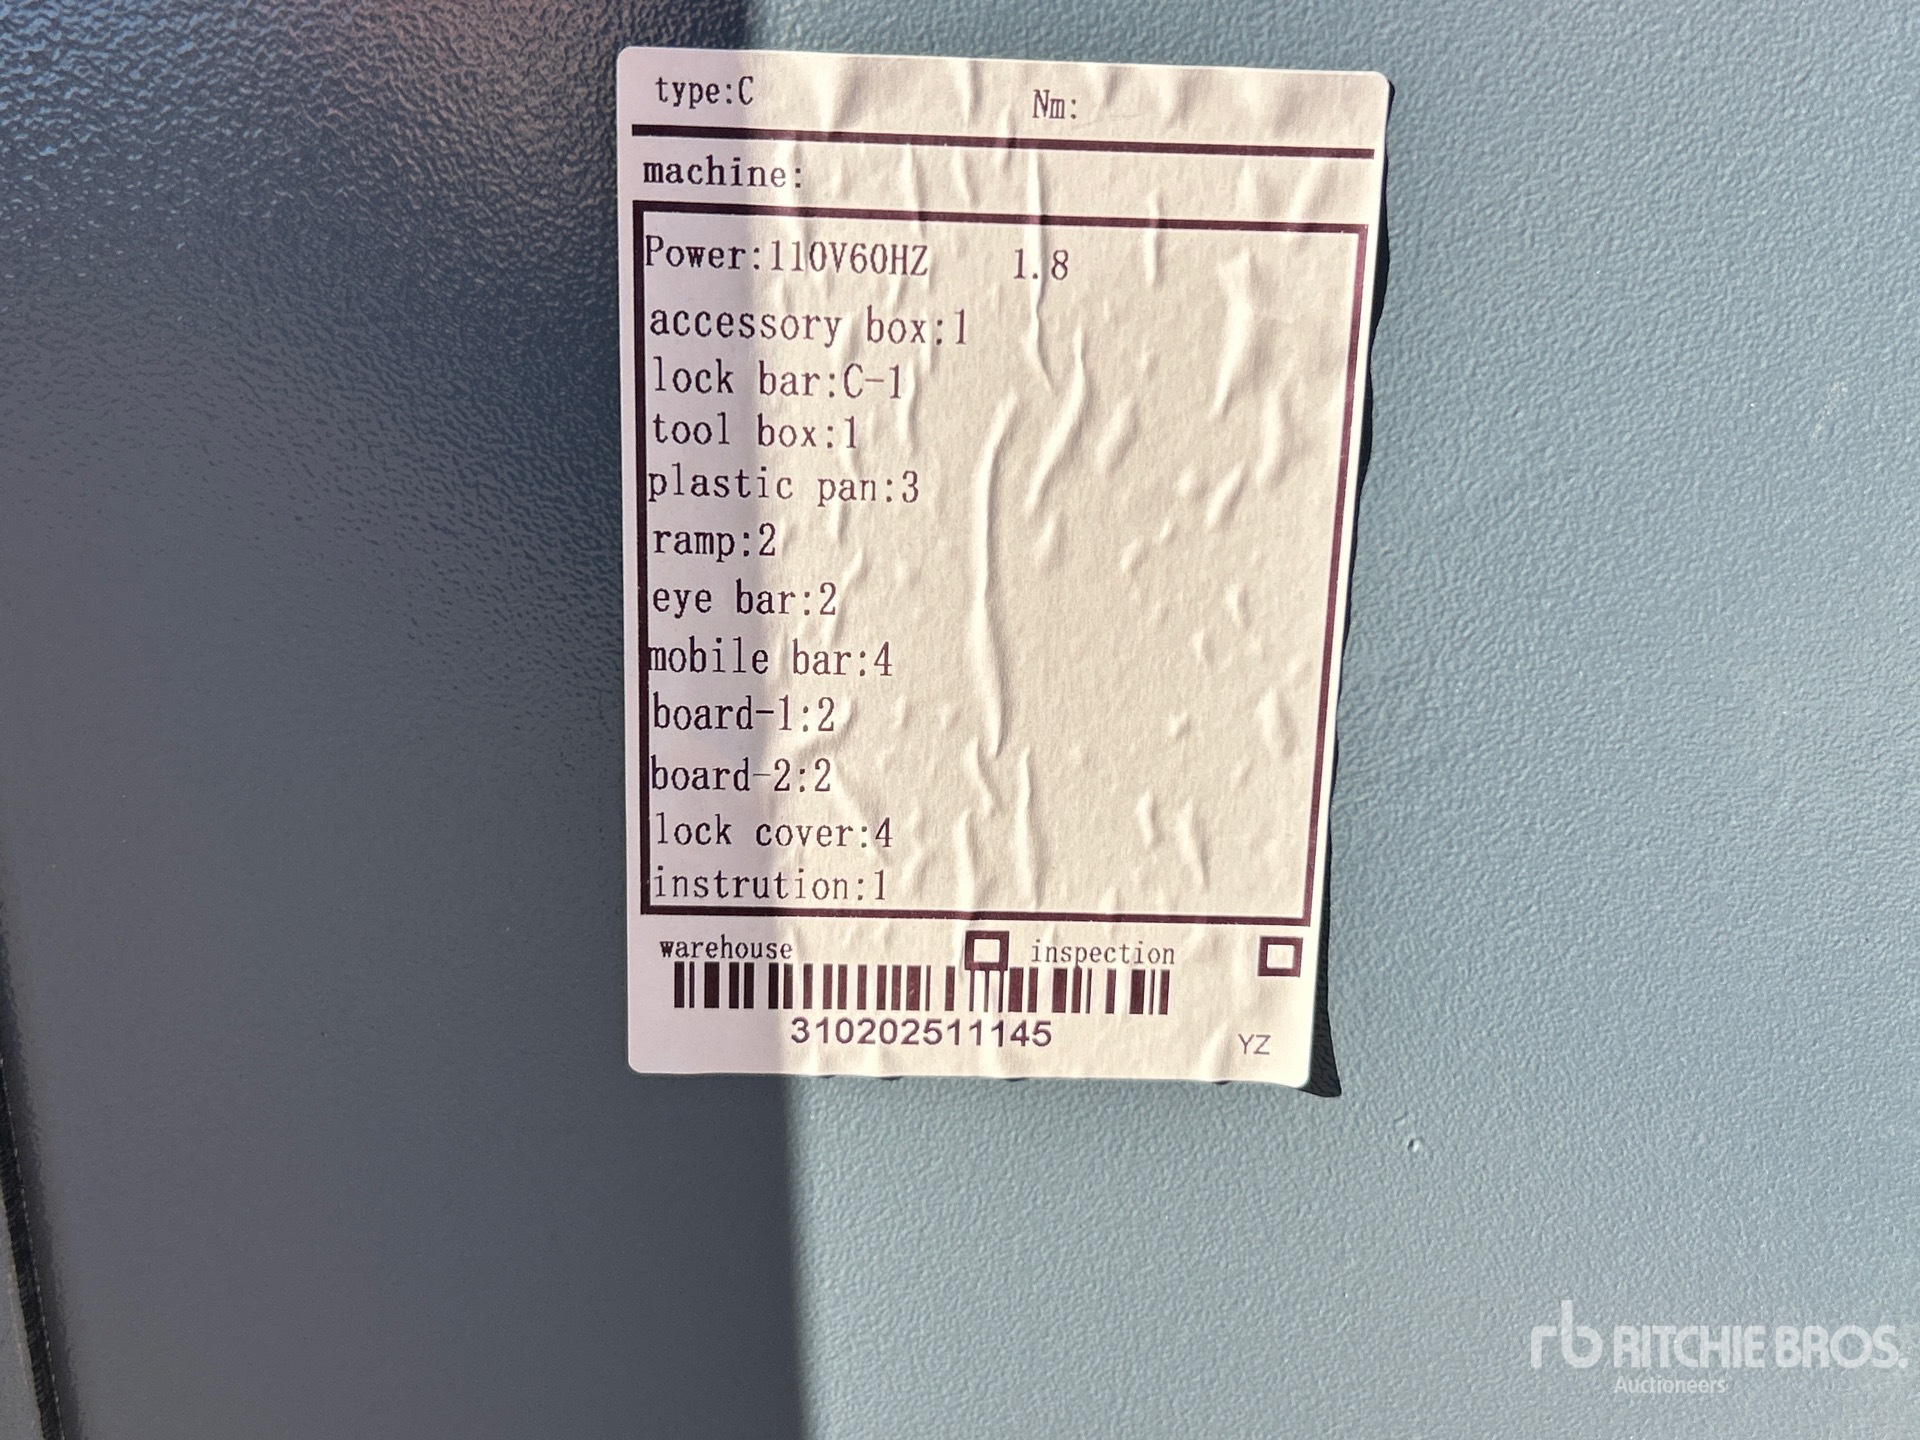 type:C Nm:
machine:
Power:110V60HZ 1.8
accessory box:1
lock bar:C-1
tool box:1
plastic pan:3
ramp:2
eye bar:2
mobile bar:4
board-1:2
board-2:2
lock cover:4
instrution:1
warehouse inspection
310202511145
YZ
rb RITCHIE BROS.
Auctioneers